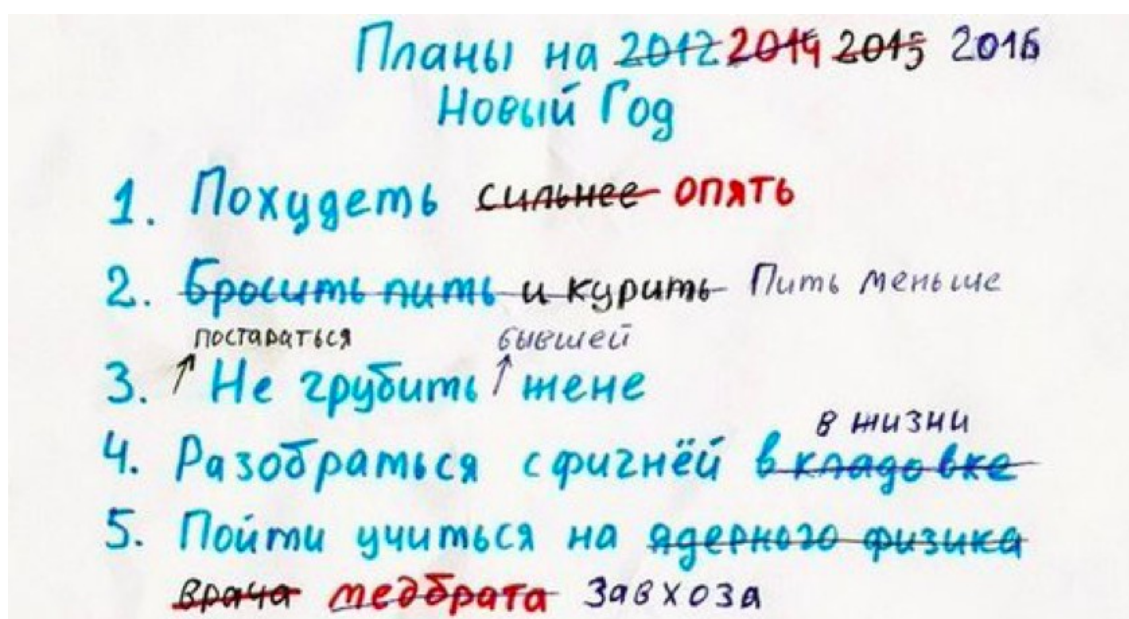 Планы на 2012 2014 2015 2016
Новый Год
1. Похудеть сильнее опять
2. Бросить пить и курить Пить меньше
постараться бывшей
3. Не грубить жене
в жизни
4. Разобраться с фигнёй в кладовке
5. Пойти учиться на ядерного физика
врача медбрата завхоза